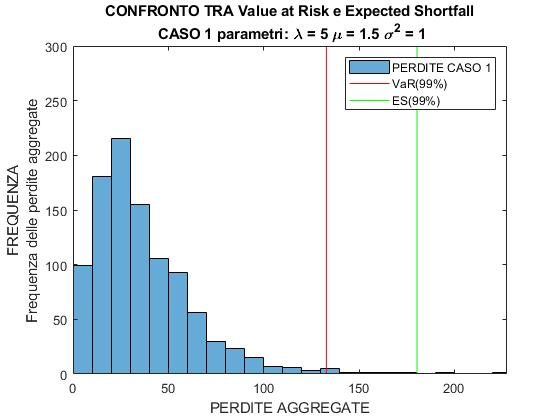 CONFRONTO TRA Value at Risk e Expected Shortfall
CASO 1 parametri: λ = 5 μ = 1.5 σ² = 1
300
250
200
150
100
50
0
FREQUENZA
Frequenza delle perdite aggregate
PERDITE CASO 1
VaR(99%)
ES(99%)
0 50 100 150 200
PERDITE AGGREGATE